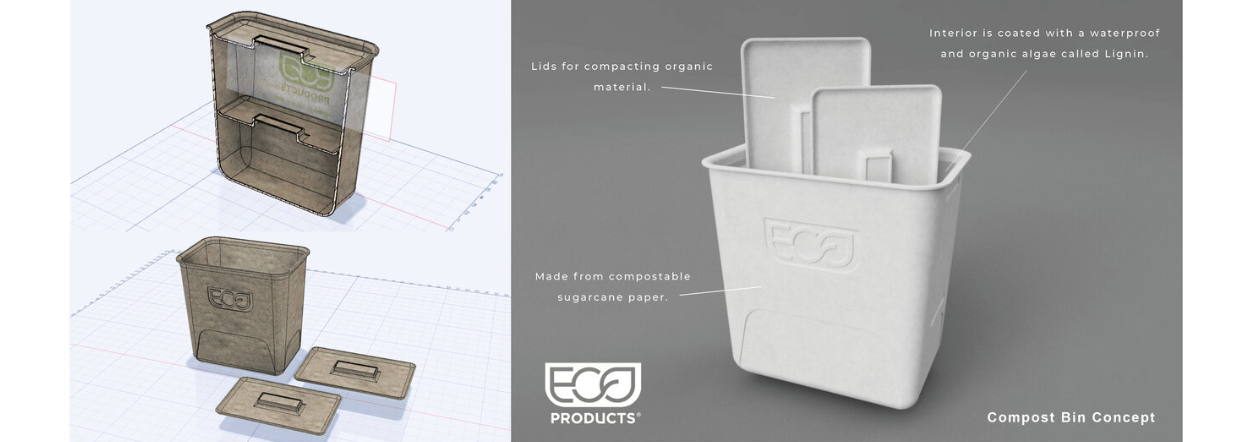 ECO
PRODUCTS
ECO
Lids for compacting organic
material.
Interior is coated with a waterproof
and organic algae called Lignin.
ECO
Made from compostable
sugarcane paper.
ECO
PRODUCTS®
Compost Bin Concept